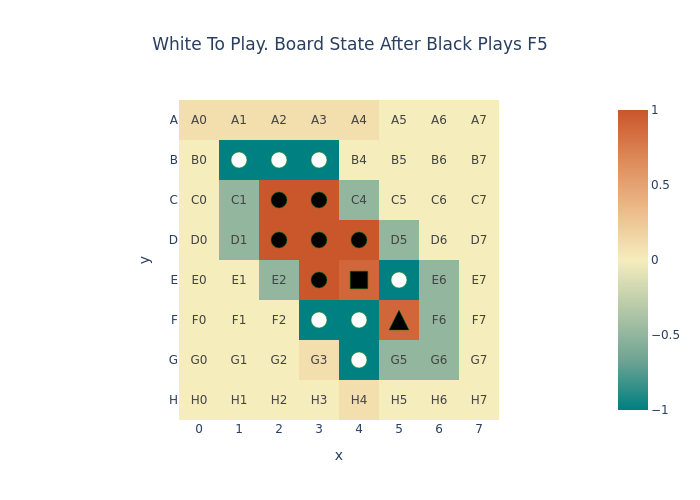 White To Play. Board State After Black Plays F5
A A0 A1 A2 A3 A4 A5 A6 A7
B B0 B4 B5 B6 B7
C C0 C1 C4 C5 C6 C7
D D0 D1 D5 D6 D7
E E0 E1 E2 E6 E7
F F0 F1 F2 F6 F7
G G0 G1 G2 G3 G5 G6 G7
H H0 H1 H2 H3 H4 H5 H6 H7
0 1 2 3 4 5 6 7
x
y
1
0.5
0
−0.5
−1